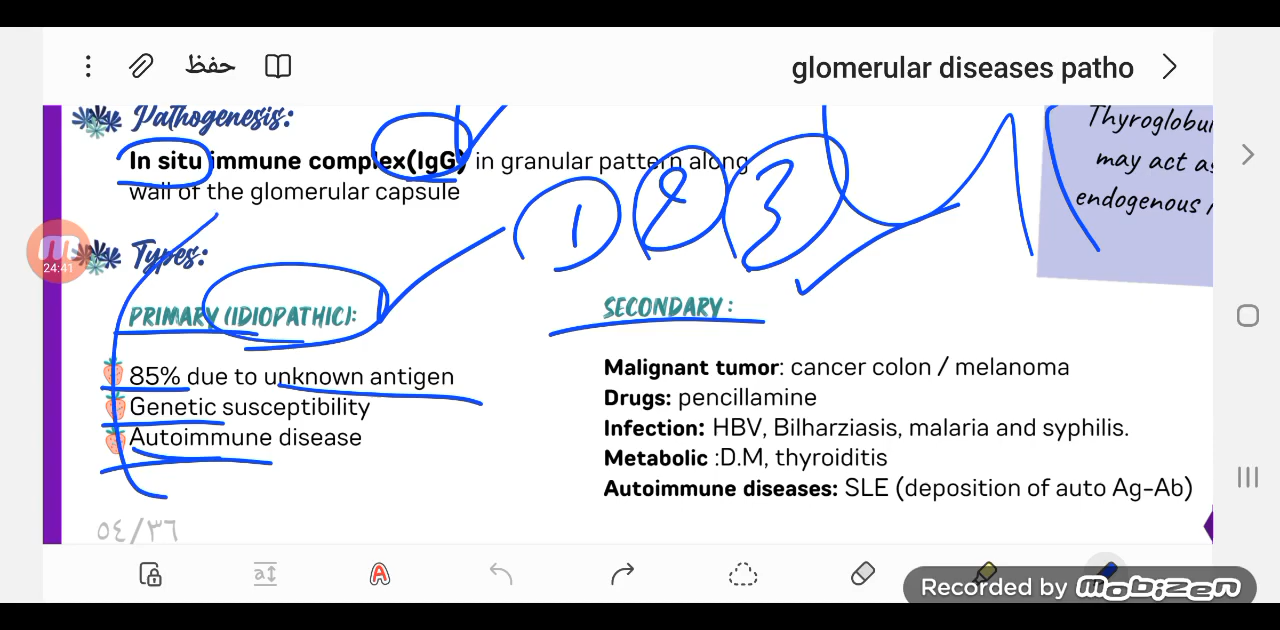 حفظ
glomerular diseases patho
Pathogenesis:
In situ immune complex(IgG) in granular pattern along
wall of the glomerular capsule
Thyroglobu
may act as
endogenous
1 2 3
24:41
Types:
PRIMARY (IDIOPATHIC):
85% due to unknown antigen
Genetic susceptibility
Autoimmune disease
SECONDARY:
Malignant tumor: cancer colon / melanoma
Drugs: pencillamine
Infection: HBV, Bilharziasis, malaria and syphilis.
Metabolic :D.M, thyroiditis
Autoimmune diseases: SLE (deposition of auto Ag-Ab)
٥٤/٣٦
Recorded by mobizen